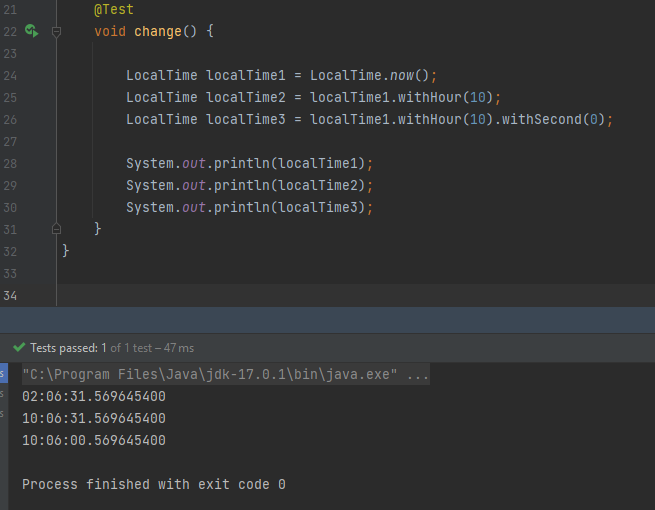 21 @Test
22 void change() {
23
24 LocalTime localTime1 = LocalTime.now();
25 LocalTime localTime2 = localTime1.withHour(10);
26 LocalTime localTime3 = localTime1.withHour(10).withSecond(0);
27
28 System.out.println(localTime1);
29 System.out.println(localTime2);
30 System.out.println(localTime3);
31 }
32 }
33
34
Tests passed: 1 of 1 test – 47 ms
"C:\Program Files\Java\jdk-17.0.1\bin\java.exe" ...
02:06:31.569645400
10:06:31.569645400
10:06:00.569645400
Process finished with exit code 0